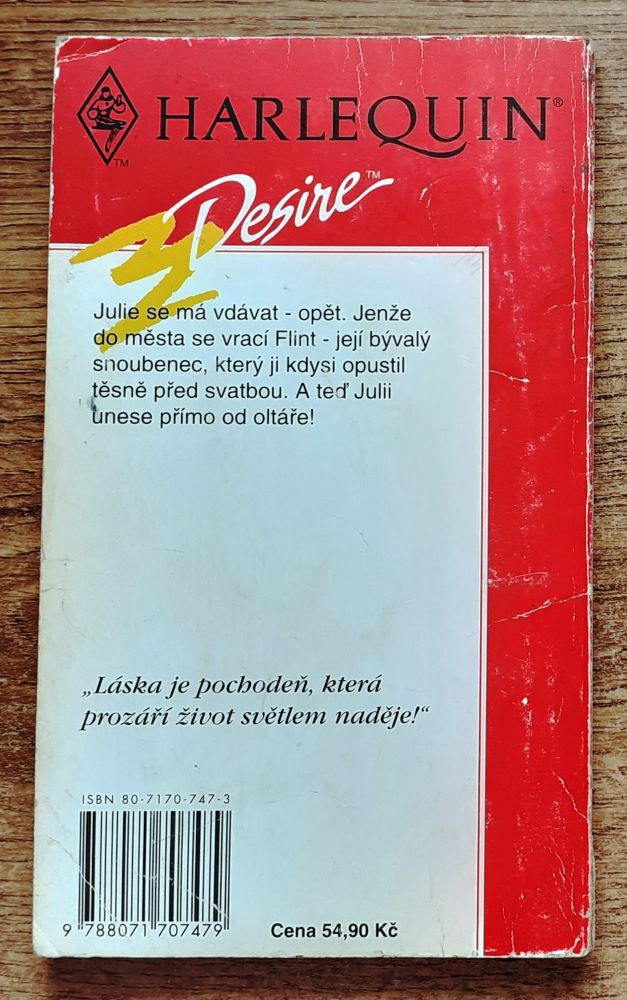 HARLEQUIN®
TM
Desire™
Julie se má vdávat - opět. Jenže
do města se vrací Flint - její bývalý
snoubenec, který ji kdysi opustil
těsně před svatbou. A teď Julii
unese přímo od oltáře!
„Láska je pochodeň, která
prozáří život světlem naděje!“
ISBN 80-7170-747-3
9 788071 707479
Cena 54,90 Kč